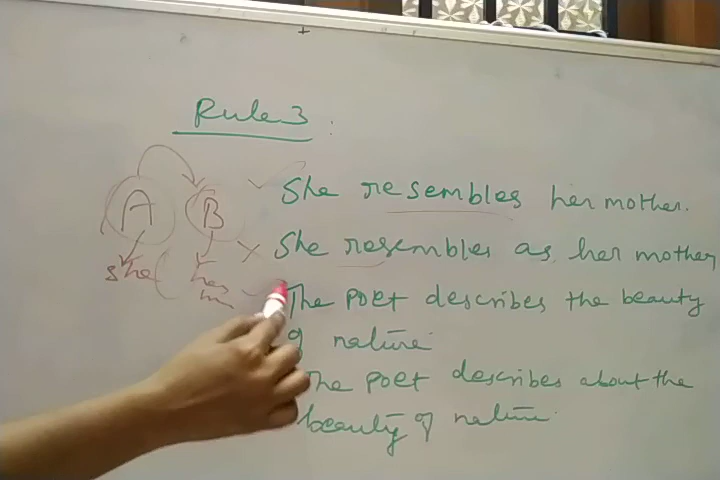 Rule 3 :
A B
she
She resembles her mother.
She resembles as her mother
The poet describes the beauty
of nature
The poet describes about the
beauty of nature.